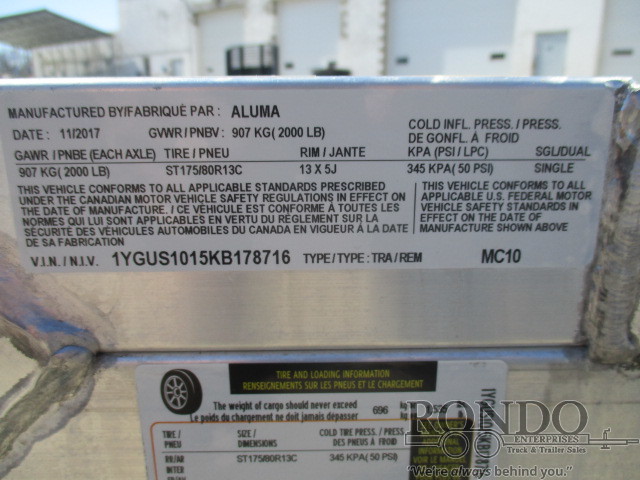 MANUFACTURED BY/FABRIQUÉ PAR : ALUMA
DATE : 11/2017 GVWR / PNBV : 907 KG( 2000 LB)
COLD INFL. PRESS. / PRESS.
DE GONFL. À FROID
GAWR / PNBE (EACH AXLE) TIRE / PNEU RIM / JANTE KPA (PSI / LPC) SGL/DUAL
907 KG( 2000 LB) ST175/80R13C 13 X 5J 345 KPA( 50 PSI) SINGLE
THIS VEHICLE CONFORMS TO ALL APPLICABLE STANDARDS PRESCRIBED
UNDER THE CANADIAN MOTOR VEHICLE SAFETY REGULATIONS IN EFFECT ON
THE DATE OF MANUFACTURE. / CE VÉHICULE EST CONFORME À TOUTES LES
NORMES QUI LUI SONT APPLICABLES EN VERTU DU RÈGLEMENT SUR LA
SÉCURITÉ DES VÉHICULES AUTOMOBILES DU CANADA EN VIGUEUR À LA DATE
DE SA FABRICATION
THIS VEHICLE CONFORMS TO ALL
APPLICABLE U.S. FEDERAL MOTOR
VEHICLE SAFETY STANDARDS IN
EFFECT ON THE DATE OF
MANUFACTURE SHOWN ABOVE
V.I.N. / N.I.V. 1YGUS1015KB178716 TYPE / TYPE : TRA / REM MC10
TIRE AND LOADING INFORMATION
RENSEIGNEMENTS SUR LES PNEUS ET LE CHARGEMENT
The weight of cargo should never exceed
Le poids du chargement ne doit jamais dépasser
696
TIRE / SIZE / COLD TIRE PRESS. /
PNEU DIMENSIONS DES PNEUS À FROID
RR/AR ST175/80R13C 345 KPA( 50 PSI)
INTER
RONDO
ENTERPRISES
Truck & Trailer Sales
"We're always behind you."